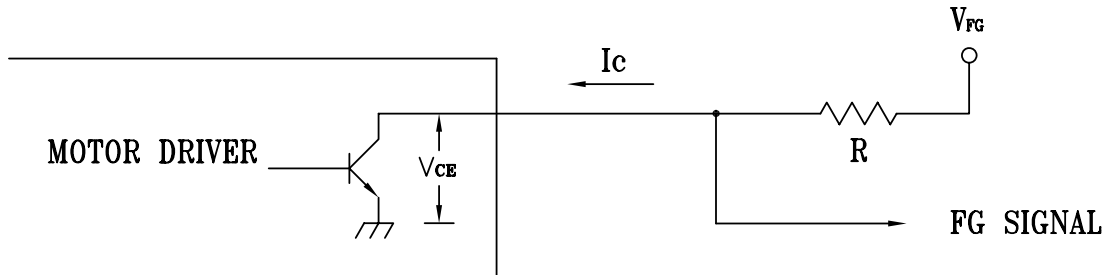 V_FG
Ic
MOTOR DRIVER
V_CE
R
FG SIGNAL